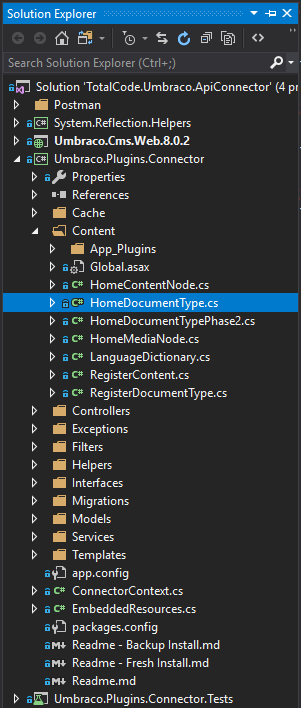 Solution Explorer
Search Solution Explorer (Ctrl+;)
Solution 'TotalCode.Umbraco.ApiConnector' (4 pr
Postman
C# System.Reflection.Helpers
Umbraco.Cms.Web.8.0.2
C# Umbraco.Plugins.Connector
Properties
References
Cache
Content
App_Plugins
Global.asax
C# HomeContentNode.cs
C# HomeDocumentType.cs
C# HomeDocumentTypePhase2.cs
C# HomeMediaNode.cs
C# LanguageDictionary.cs
C# RegisterContent.cs
C# RegisterDocumentType.cs
Controllers
Exceptions
Filters
Helpers
Interfaces
Migrations
Models
Services
Templates
app.config
C# ConnectorContext.cs
C# EmbeddedResources.cs
packages.config
M Readme - Backup Install.md
M Readme - Fresh Install.md
M Readme.md
Umbraco.Plugins.Connector.Tests